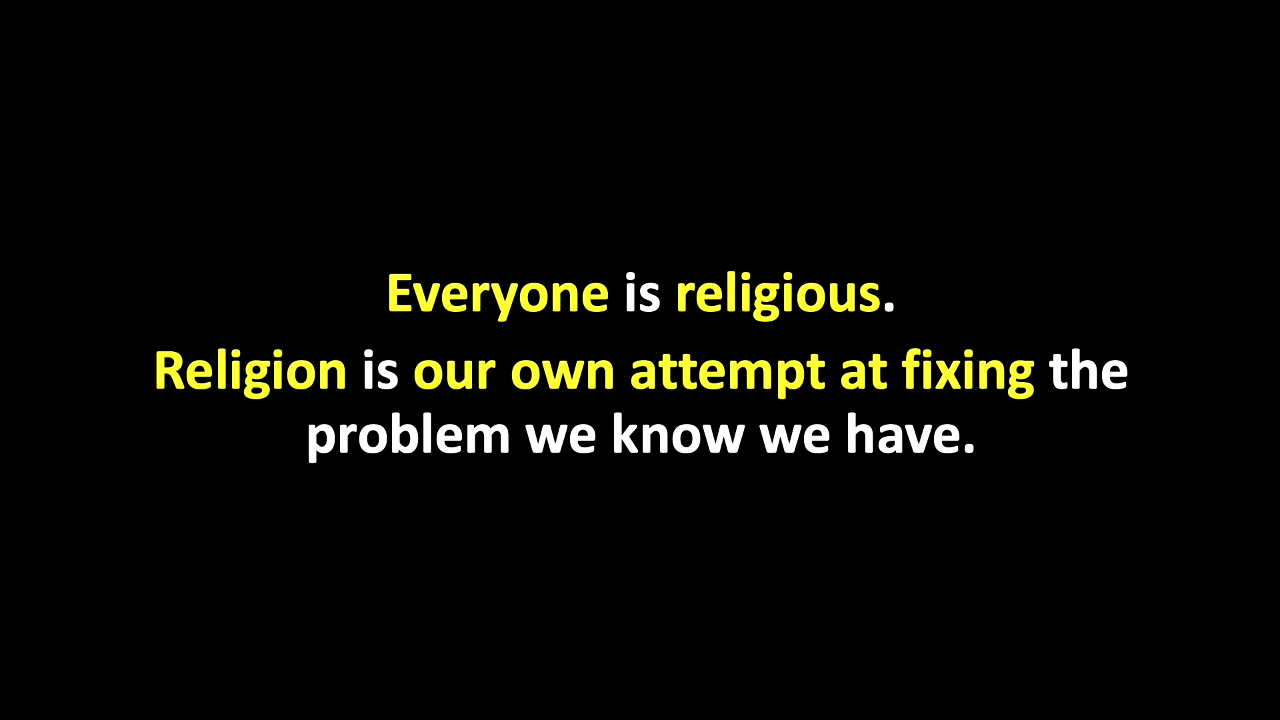 Everyone is religious.
Religion is our own attempt at fixing the
problem we know we have.